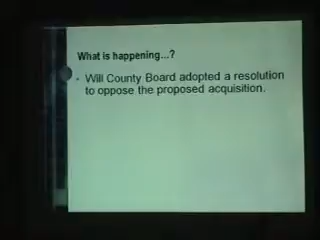 What is happening...?
• Will County Board adopted a resolution
to oppose the proposed acquisition.